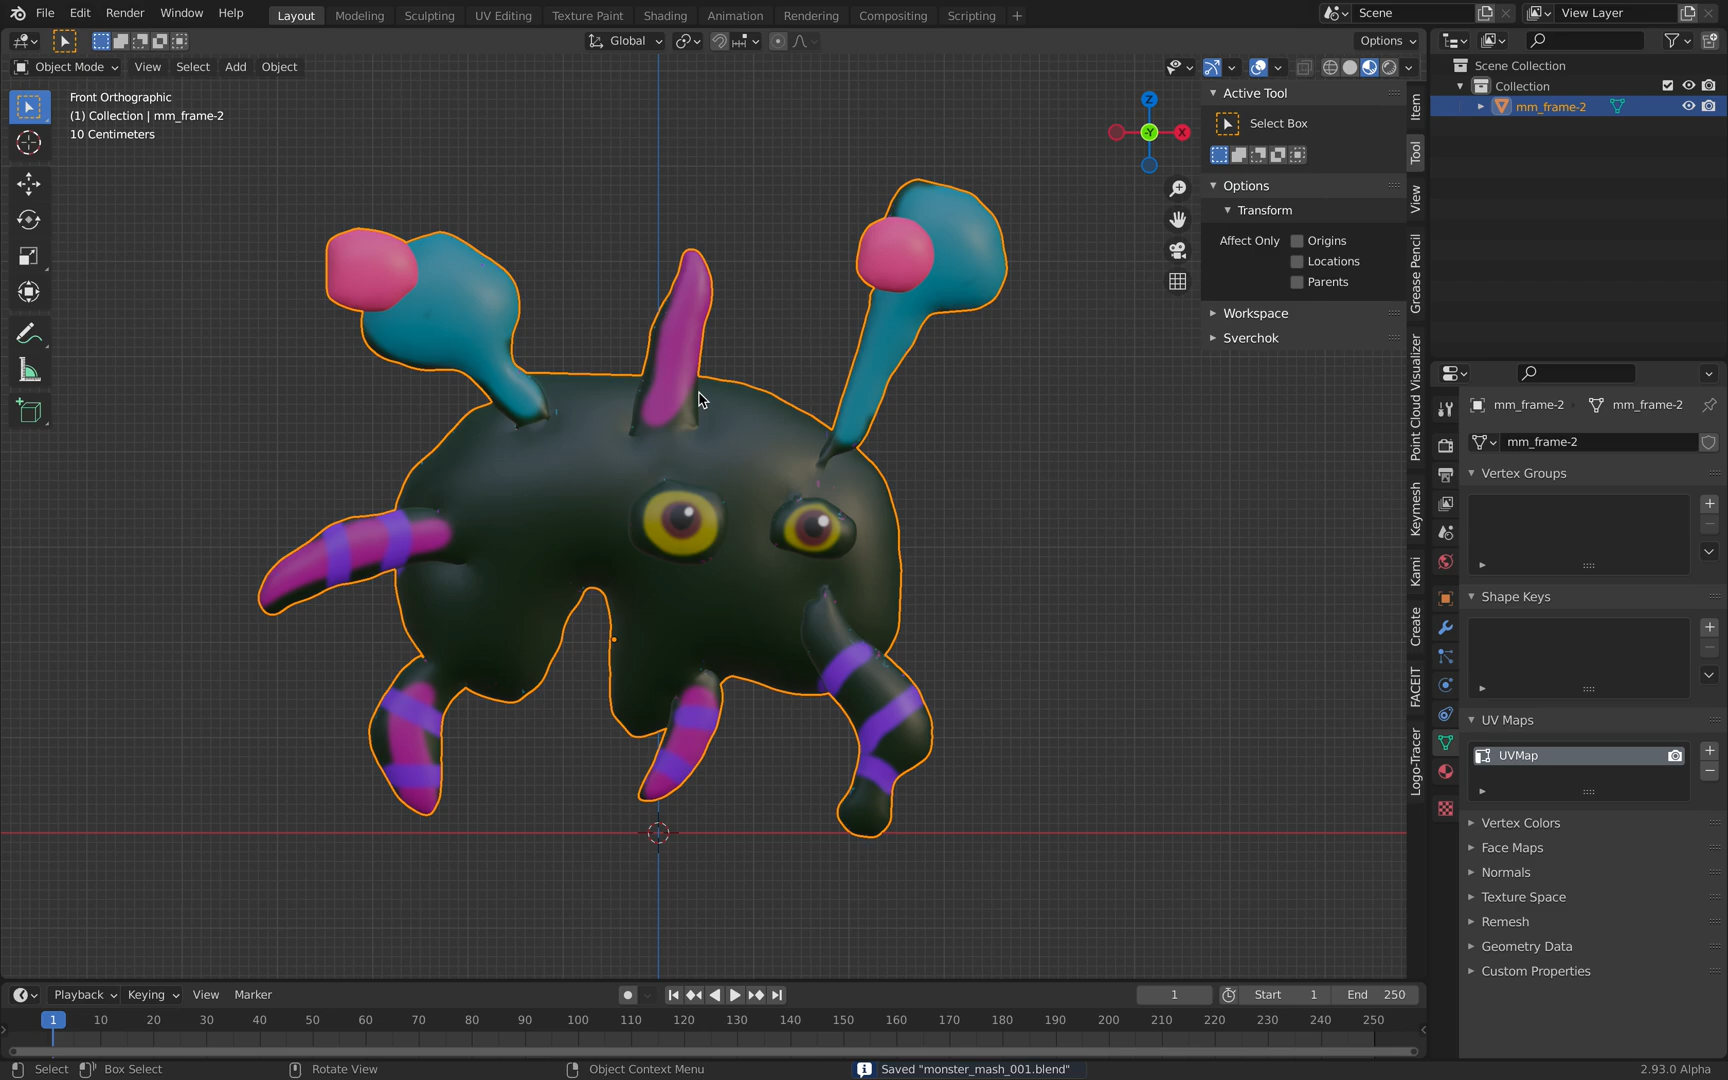 File Edit Render Window Help Layout Modeling Sculpting UV Editing Texture Paint Shading Animation Rendering Compositing Scripting + Scene View Layer
Global Options
Object Mode View Select Add Object
Front Orthographic
(1) Collection | mm_frame-2
10 Centimeters
Z
-Y
X
Active Tool
Select Box
Options
Transform
Affect Only Origins
Locations
Parents
Workspace
Sverchok
Item
Tool
View
Grease Pencil
Point Cloud Visualizer
Keymesh
Kami
Create
FACEIT
Logo-Tracer
Scene Collection
Collection
mm_frame-2
mm_frame-2 mm_frame-2
mm_frame-2
Vertex Groups
Shape Keys
UV Maps
UVMap
Vertex Colors
Face Maps
Normals
Texture Space
Remesh
Geometry Data
Custom Properties
Playback Keying View Marker 1 Start 1 End 250
1 10 20 30 40 50 60 70 80 90 100 110 120 130 140 150 160 170 180 190 200 210 220 230 240 250
Select Box Select Rotate View Object Context Menu Saved "monster_mash_001.blend" 2.93.0 Alpha